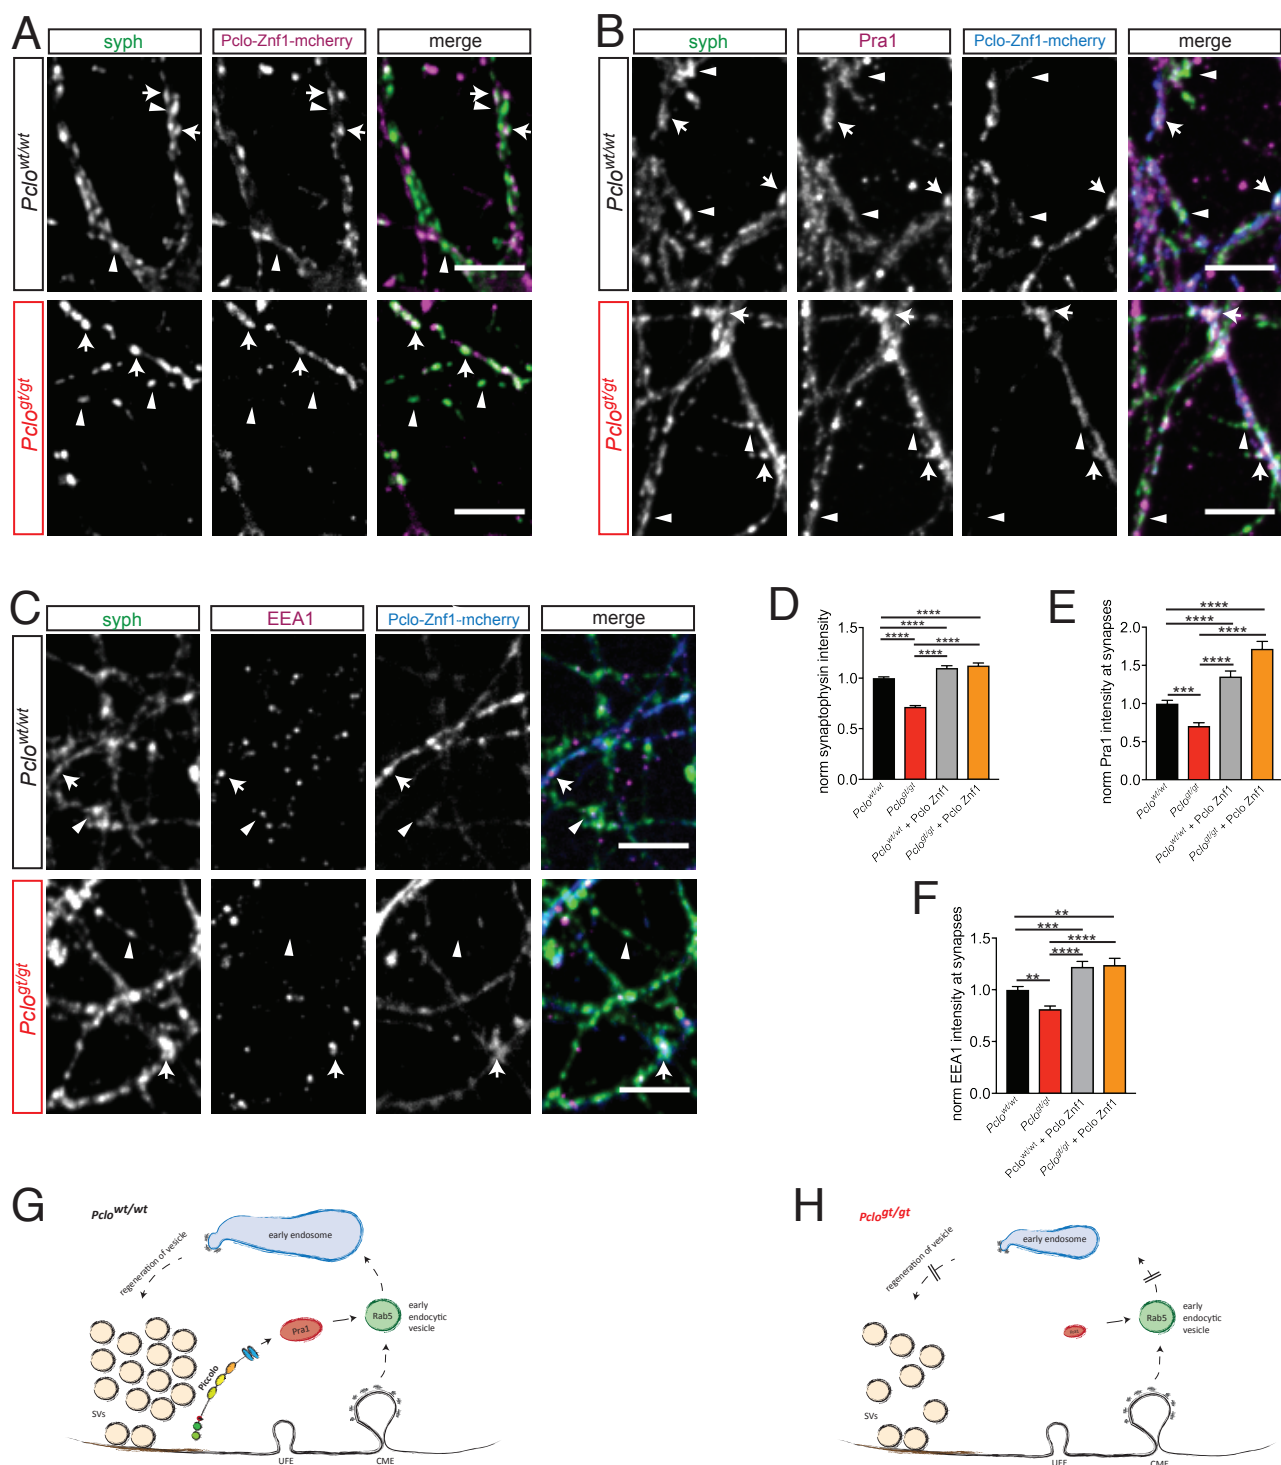 A
syph
Pclo-Znf1-mcherry
merge
Pclo wt/wt
Pclo gt/gt
B
syph
Pra1
Pclo-Znf1-mcherry
merge
Pclo wt/wt
Pclo gt/gt
C
syph
EEA1
Pclo-Znf1-mcherry
merge
Pclo wt/wt
Pclo gt/gt
D
norm synaptophysin intensity
1.5
1.0
0.5
0.0
****
****
****
****
****
Pclo wt/wt
Pclo gt/gt
Pclo wt/wt + Pclo Znf1
Pclo gt/gt + Pclo Znf1
E
norm Pra1 intensity at synapses
2.0
1.5
1.0
0.5
0.0
****
****
****
****
***
Pclo wt/wt
Pclo gt/gt
Pclo wt/wt + Pclo Znf1
Pclo gt/gt + Pclo Znf1
F
norm EEA1 intensity at synapses
1.5
1.0
0.5
0.0
**
***
****
****
**
Pclo wt/wt
Pclo gt/gt
Pclo wt/wt + Pclo Znf1
Pclo gt/gt + Pclo Znf1
G
Pclo wt/wt
early endosome
regeneration of vesicle
Pra1
Rab5
early
endocytic
vesicle
Piccolo
SVs
UFE
CME
H
Pclo gt/gt
early endosome
regeneration of vesicle
Rab5
early
endocytic
vesicle
SVs
UFE
CME